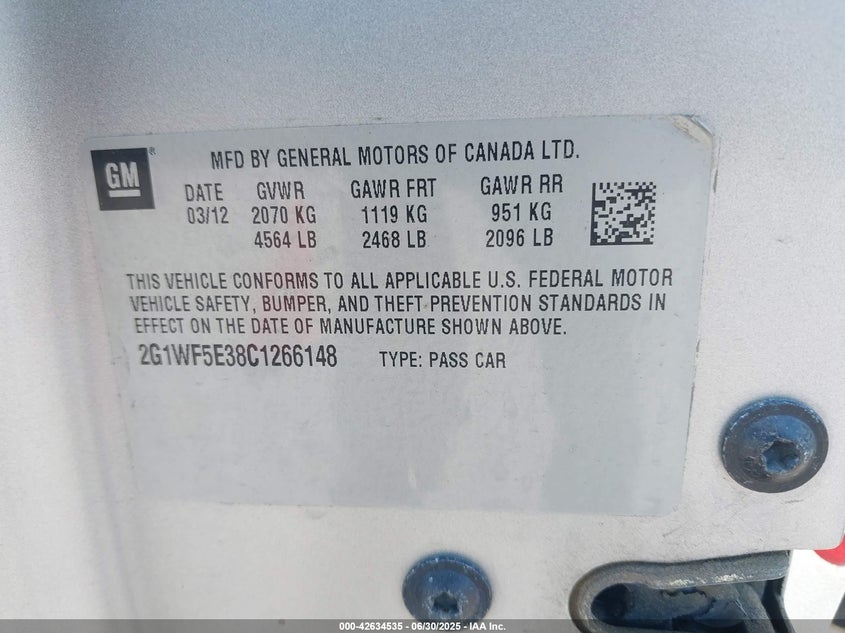 GM®
MFD BY GENERAL MOTORS OF CANADA LTD.
DATE GVWR GAWR FRT GAWR RR
03/12 2070 KG 1119 KG 951 KG
4564 LB 2468 LB 2096 LB
THIS VEHICLE CONFORMS TO ALL APPLICABLE U.S. FEDERAL MOTOR
VEHICLE SAFETY, BUMPER, AND THEFT PREVENTION STANDARDS IN
EFFECT ON THE DATE OF MANUFACTURE SHOWN ABOVE.
2G1WF5E38C1266148 TYPE: PASS CAR
000-42634535 - 06/30/2025 - IAA Inc.